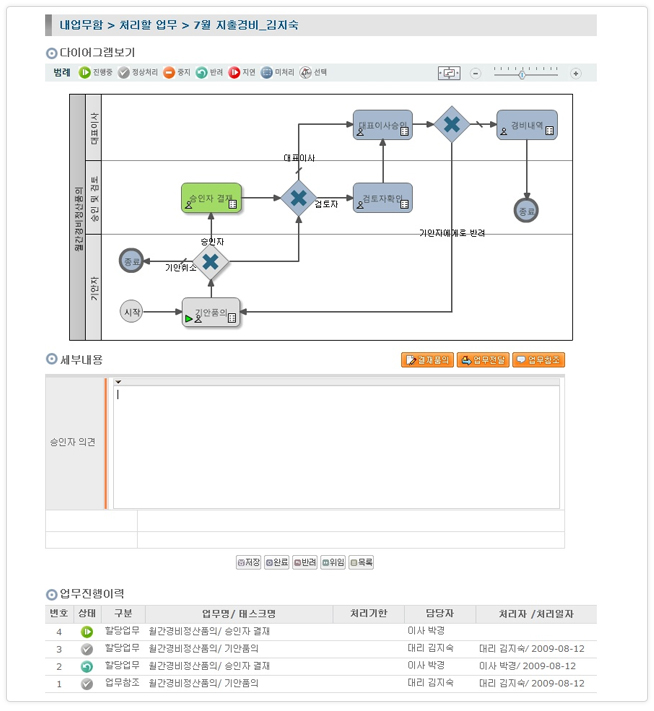 내업무함 > 처리할 업무 > 7월 지출경비_김지숙
다이어그램보기
범례 진행중 정상처리 중지 반려 지연 미처리 선택
월간경비정산품의
대표이사
승인 및 검토
기안자
대표이사승인
경비내역
대표이사
승인자 결재
검토자
검토자확인
종료
승인자
기안자에게로 반려
종료
기안취소
시작
기안품의
세부내용
결재품의 업무전달 업무참조
승인자 의견
저장 완료 반려 위임 목록
업무진행이력
번호 상태 구분 업무명/ 태스크명 처리기한 담당자 처리자 /처리일자
4 할당업무 월간경비정산품의/ 승인자 결재 이사 박경
3 할당업무 월간경비정산품의/ 기안품의 대리 김지숙 대리 김지숙/ 2009-08-12
2 할당업무 월간경비정산품의/ 승인자 결재 이사 박경 이사 박경/ 2009-08-12
1 업무참조 월간경비정산품의/ 기안품의 대리 김지숙 대리 김지숙/ 2009-08-12